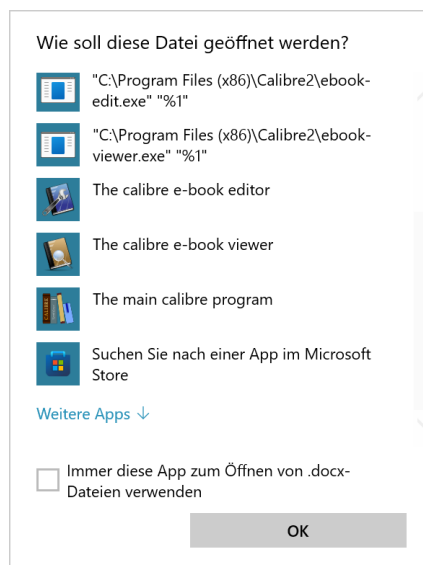 Wie soll diese Datei geöffnet werden?
"C:\Program Files (x86)\Calibre2\ebook-
edit.exe" "%1"
"C:\Program Files (x86)\Calibre2\ebook-
viewer.exe" "%1"
The calibre e-book editor
The calibre e-book viewer
CALIBRE
The main calibre program
Suchen Sie nach einer App im Microsoft
Store
Weitere Apps ↓
Immer diese App zum Öffnen von .docx-
Dateien verwenden
OK